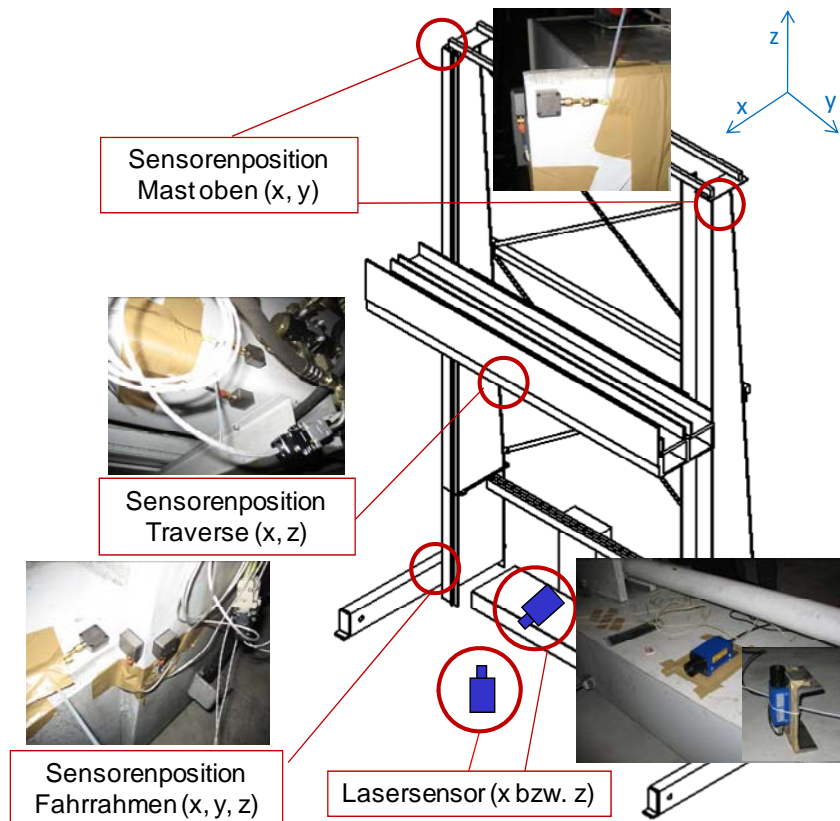 z
x
y
Sensorenposition
Mast oben (x, y)
Sensorenposition
Traverse (x, z)
Sensorenposition
Fahrrahmen (x, y, z)
Lasersensor (x bzw. z)